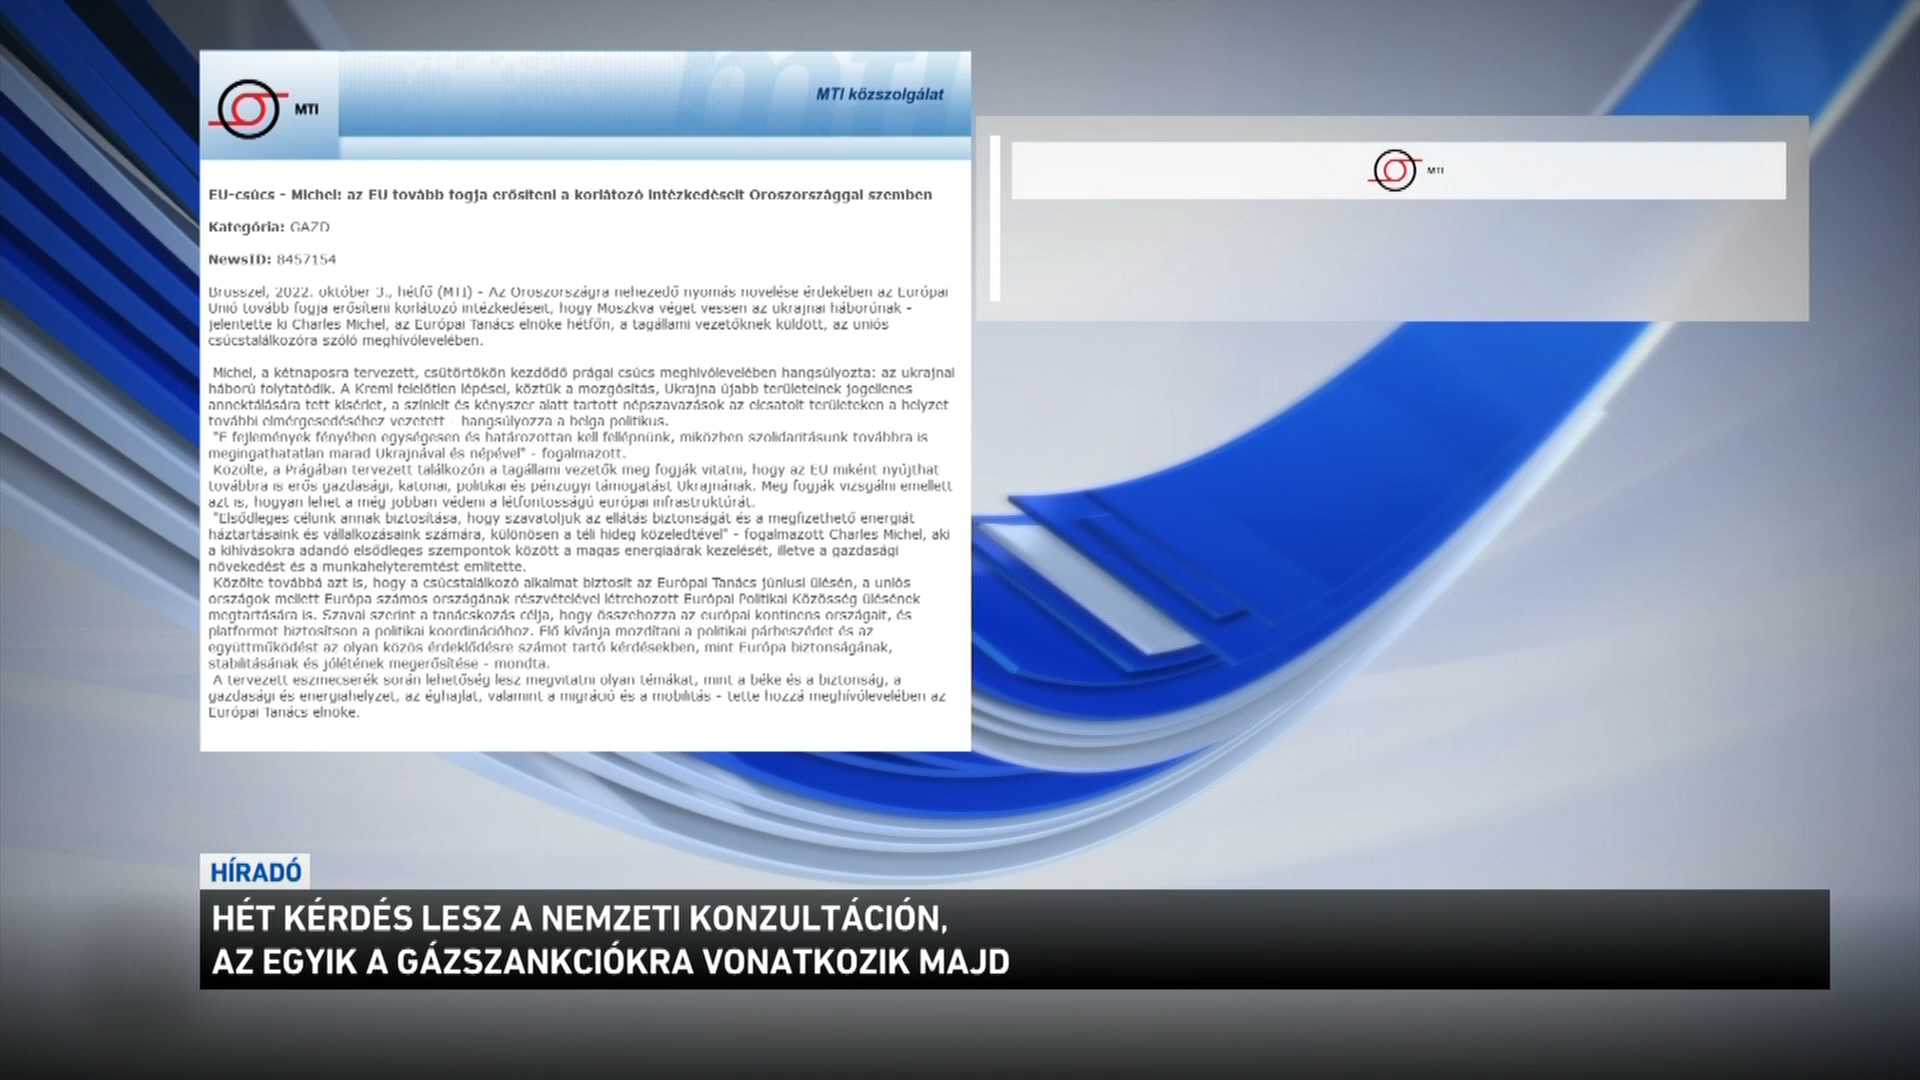 MTI
MTI közszolgálat
MTI
EU-csúcs - Michel: az EU tovább fogja erősíteni a korlátozó intézkedéseit Oroszországgal szemben
Kategória: GAZD
NewsID: 8457154
Brüsszel, 2022. október 3., hétfő (MTI) - Az Oroszországra nehezedő nyomás növelése érdekében az Európai
Unió tovább fogja erősíteni korlátozó intézkedéseit, hogy Moszkva véget vessen az ukrajnai háborúnak -
jelentette ki Charles Michel, az Európai Tanács elnöke hétfőn, a tagállami vezetőknek küldött, az uniós
csúcstalálkozóra szóló meghívólevelében.
Michel, a kétnaposra tervezett, csütörtökön kezdődő prágai csúcs meghívólevelében hangsúlyozta: az ukrajnai
háború folytatódik. A Kreml felelőtlen lépései, köztük a mozgósítás, Ukrajna újabb területeinek jogellenes
annektálására tett kísérlet, a színlelt és kényszer alatt tartott népszavazások az elcsatolt területeken a helyzet
további elmérgesedéséhez vezetett - hangsúlyozza a belga politikus.
"E fejlemények fényében egységesen és határozottan kell fellépnünk, miközben szolidaritásunk továbbra is
megingathatatlan marad Ukrajnával és népével" - fogalmazott.
Közölte, a Prágában tervezett találkozón a tagállami vezetők meg fogják vitatni, hogy az EU miként nyújthat
továbbra is erős gazdasági, katonai, politikai és pénzügyi támogatást Ukrajnának. Meg fogják vizsgálni emellett
azt is, hogyan lehet a még jobban védeni a létfontosságú európai infrastruktúrát.
"Elsődleges célunk annak biztosítása, hogy szavatoljuk az ellátás biztonságát és a megfizethető energiát
háztartásaink és vállalkozásaink számára, különösen a téli hideg közeledtével" - fogalmazott Charles Michel, aki
a kihívásokra adandó elsődleges szempontok között a magas energiaárak kezelését, illetve a gazdasági
növekedést és a munkahelyteremtést említette.
Közölte továbbá azt is, hogy a csúcstalálkozó alkalmat biztosít az Európai Tanács júniusi ülésén, a uniós
országok mellett Európa számos országának részvételével létrehozott Európai Politikai Közösség ülésének
megtartására is. Szavai szerint a tanácskozás célja, hogy összehozza az európai kontinens országait, és
platformot biztosítson a politikai koordinációhoz. Elő kívánja mozdítani a politikai párbeszédet és az
együttműködést az olyan közös érdeklődésre számot tartó kérdésekben, mint Európa biztonságának,
stabilitásának és jólétének megerősítése - mondta.
A tervezett eszmecserék során lehetőség lesz megvitatni olyan témákat, mint a béke és a biztonság, a
gazdasági és energiahelyzet, az éghajlat, valamint a migráció és a mobilitás - tette hozzá meghívólevelében az
Európai Tanács elnöke.
HÍRADÓ
HÉT KÉRDÉS LESZ A NEMZETI KONZULTÁCIÓN,
AZ EGYIK A GÁZSZANKCIÓKRA VONATKOZIK MAJD